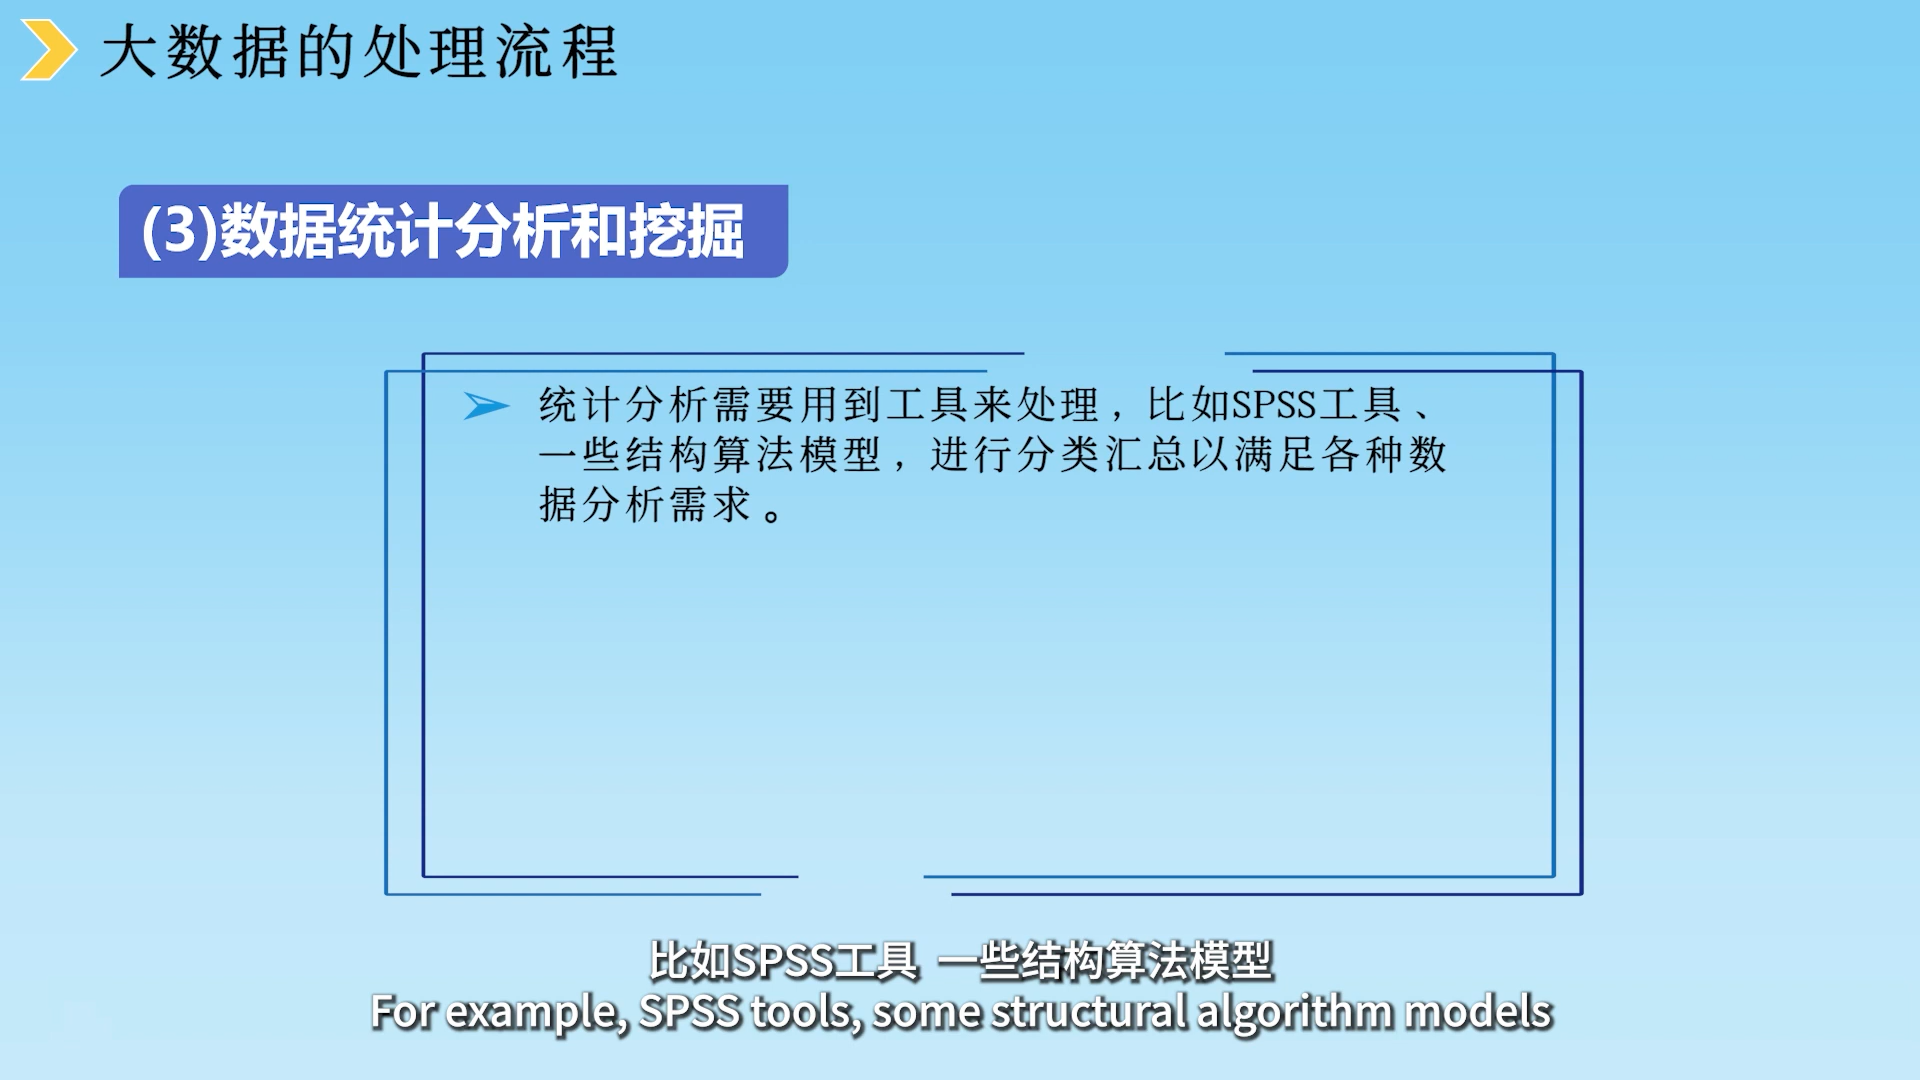 大数据的处理流程
(3)数据统计分析和挖掘
统计分析需要用到工具来处理，比如SPSS工具、
一些结构算法模型，进行分类汇总以满足各种数
据分析需求。
比如SPSS工具 一些结构算法模型
For example, SPSS tools, some structural algorithm models